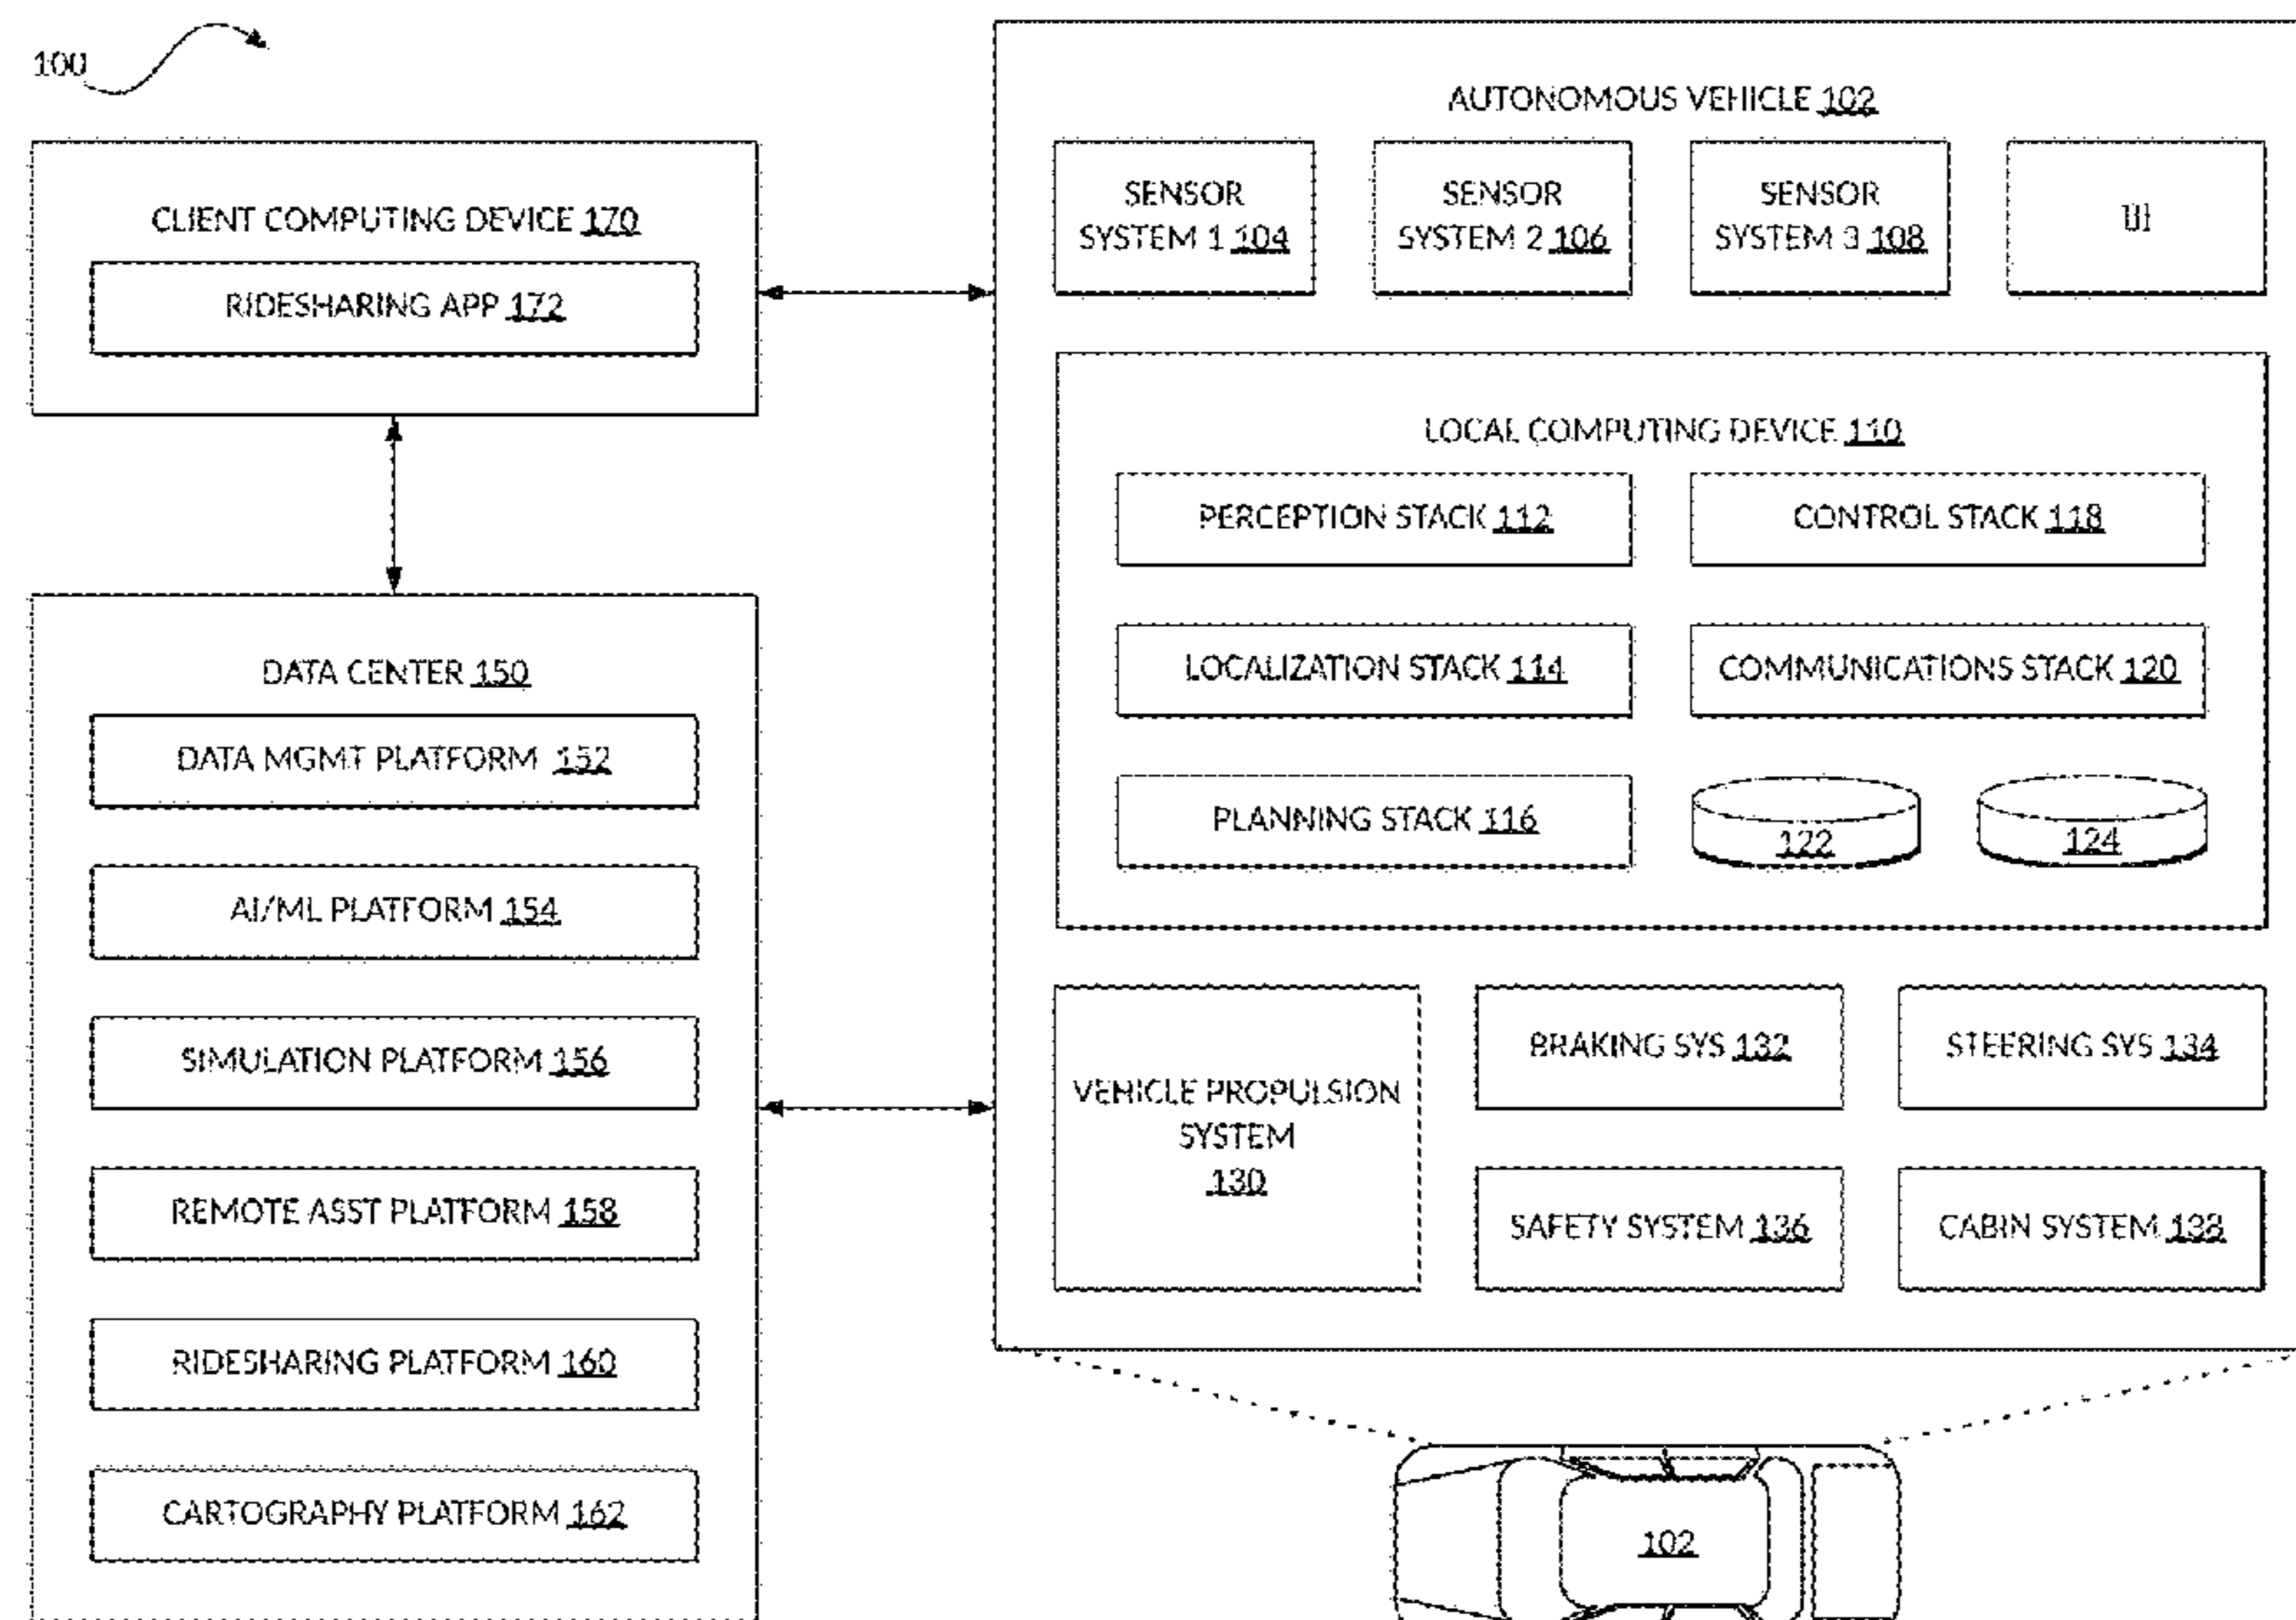 100
CLIENT COMPUTING DEVICE 170
RIDESHARING APP 172
DATA CENTER 150
DATA MGMT PLATFORM 152
AI/ML PLATFORM 154
SIMULATION PLATFORM 156
REMOTE ASST PLATFORM 158
RIDESHARING PLATFORM 160
CARTOGRAPHY PLATFORM 162
AUTONOMOUS VEHICLE 102
SENSOR
SYSTEM 1 104
SENSOR
SYSTEM 2 106
SENSOR
SYSTEM 3 108
UI
LOCAL COMPUTING DEVICE 110
PERCEPTION STACK 112
CONTROL STACK 118
LOCALIZATION STACK 114
COMMUNICATIONS STACK 120
PLANNING STACK 116
122
124
VEHICLE PROPULSION
SYSTEM
130
BRAKING SYS 132
STEERING SYS 134
SAFETY SYSTEM 136
CABIN SYSTEM 138
102